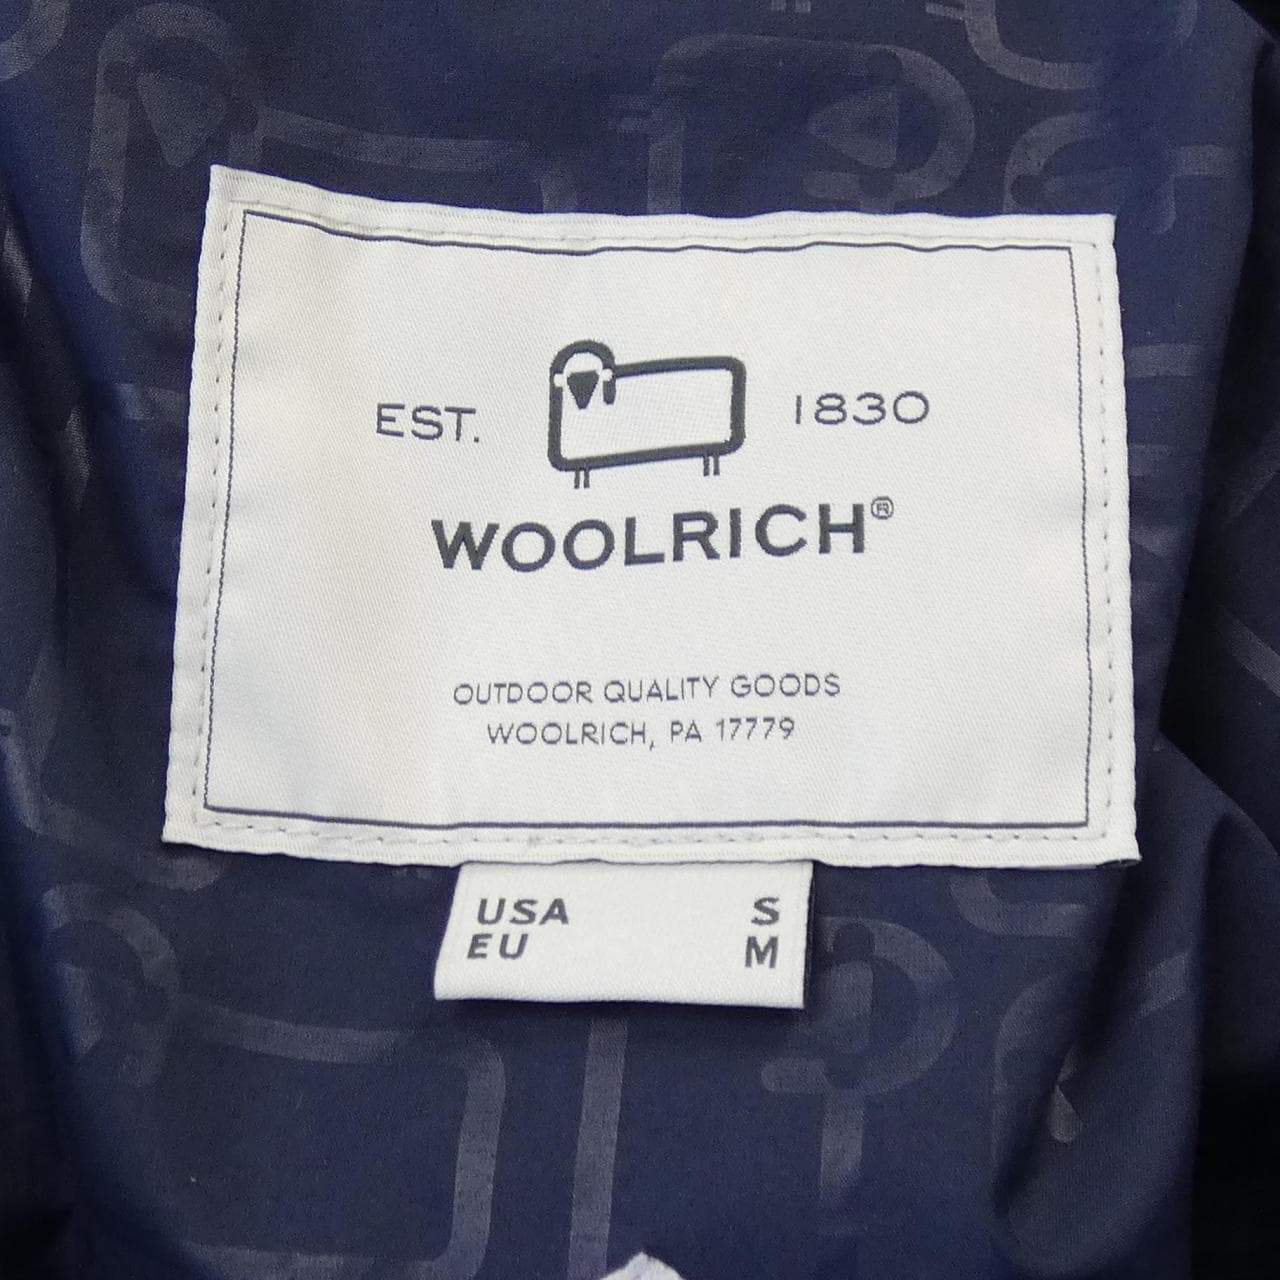 EST. 1830
WOOLRICH®
OUTDOOR QUALITY GOODS
WOOLRICH, PA 17779
USA S
EU M